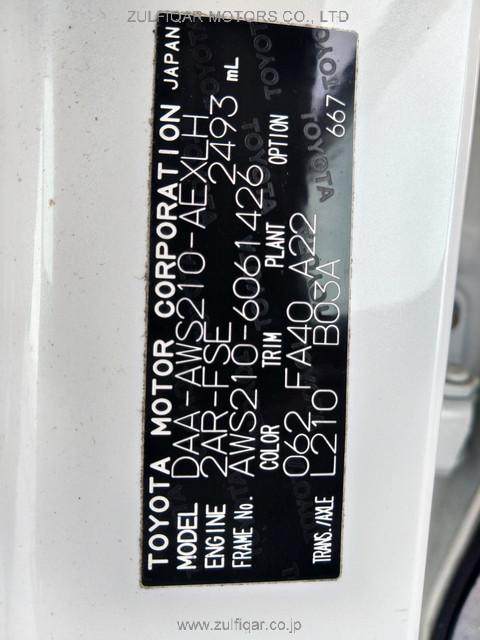 ZULFIQAR MOTORS CO., LTD.
TOYOTA MOTOR CORPORATION JAPAN
MODEL DAA-AWS210-AEXLH
ENGINE 2AR-FSE 2493 mL
FRAME No. AWS210-6061426
COLOR TRIM PLANT OPTION
062 FA40 A22
TRANS./AXLE L210 B03A 667
www.zulfiqar.co.jp